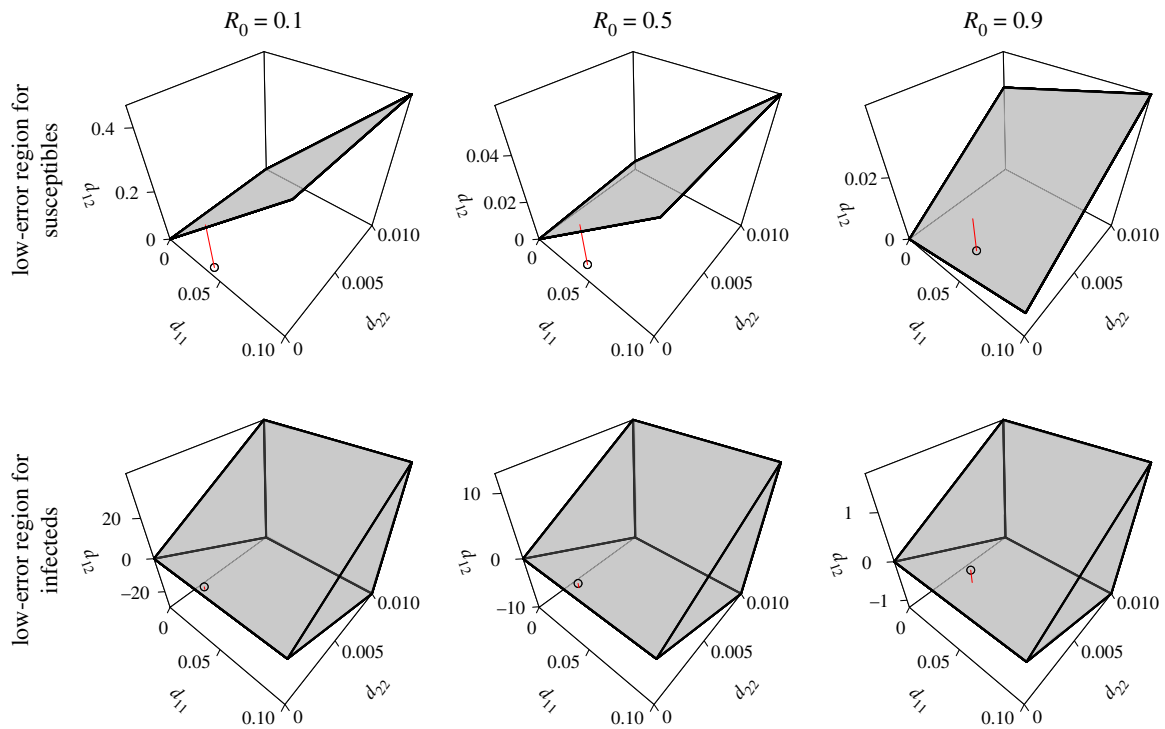 R0 = 0.1
R0 = 0.5
R0 = 0.9
low-error region for
susceptibles
0.4
0.2
0
d12
0
0.05
0.10
d11
0
0.005
0.010
d22
0.04
0.02
0
d12
0
0.05
0.10
d11
0
0.005
0.010
d22
0.02
0
d12
0
0.05
0.10
d11
0
0.005
0.010
d22
low-error region for
infecteds
20
0
−20
d12
0
0.05
0.10
d11
0
0.005
0.010
d22
10
0
−10
d12
0
0.05
0.10
d11
0
0.005
0.010
d22
1
0
−1
d12
0
0.05
0.10
d11
0
0.005
0.010
d22